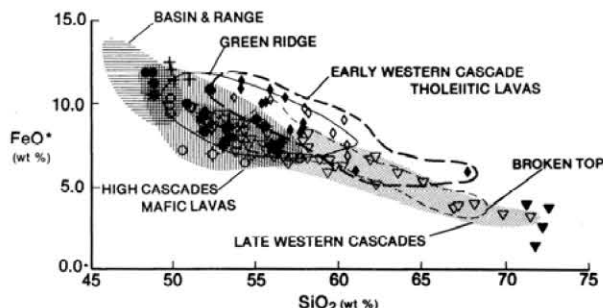 BASIN & RANGE
GREEN RIDGE
EARLY WESTERN CASCADE
THOLEIITIC LAVAS
BROKEN TOP
HIGH CASCADES
MAFIC LAVAS
LATE WESTERN CASCADES
FeO*
(wt %)
15.0
10.0
5.0
0.0
45 50 55 60 65 70 75
SiO₂ (wt %)